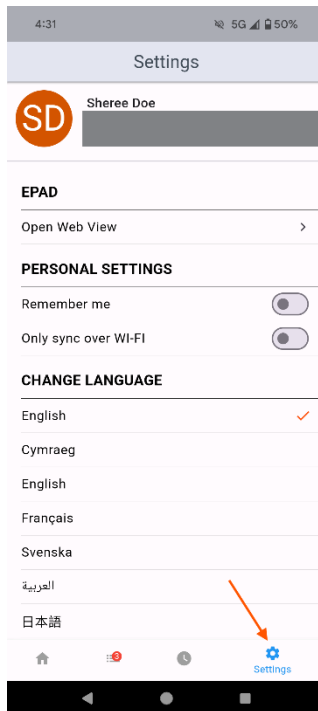 4:31
5G 50%
Settings
SD
Sheree Doe
EPAD
Open Web View
PERSONAL SETTINGS
Remember me
Only sync over WI-FI
CHANGE LANGUAGE
English
Cymraeg
English
Français
Svenska
العربية
日本語
3
Settings